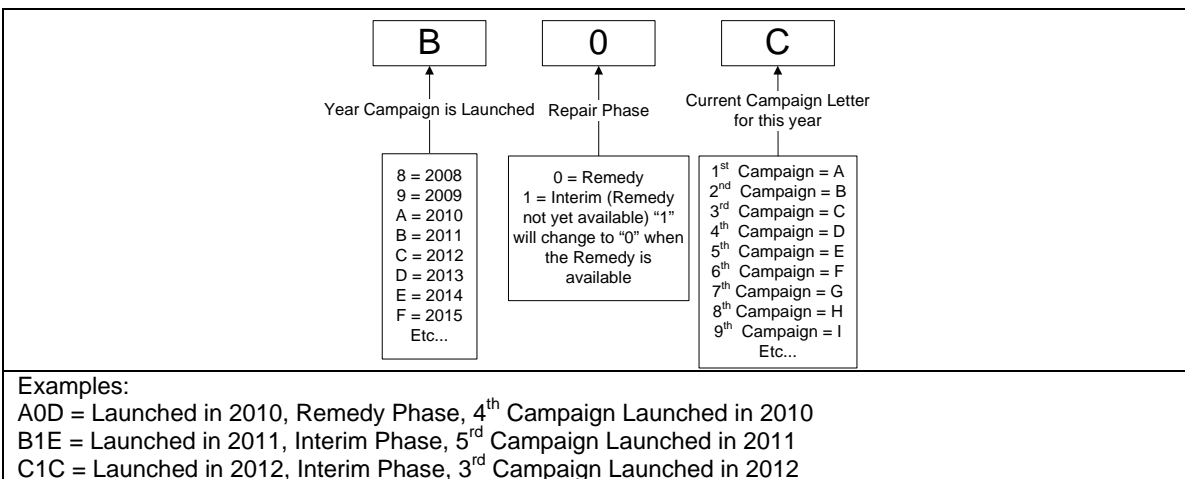 B 0 C
Year Campaign is Launched
Repair Phase
Current Campaign Letter
for this year
8 = 2008
9 = 2009
A = 2010
B = 2011
C = 2012
D = 2013
E = 2014
F = 2015
Etc...
0 = Remedy
1 = Interim (Remedy
not yet available) “1”
will change to “0” when
the Remedy is
available
1st Campaign = A
2nd Campaign = B
3rd Campaign = C
4th Campaign = D
5th Campaign = E
6th Campaign = F
7th Campaign = G
8th Campaign = H
9th Campaign = I
Etc...
Examples:
A0D = Launched in 2010, Remedy Phase, 4th Campaign Launched in 2010
B1E = Launched in 2011, Interim Phase, 5rd Campaign Launched in 2011
C1C = Launched in 2012, Interim Phase, 3rd Campaign Launched in 2012